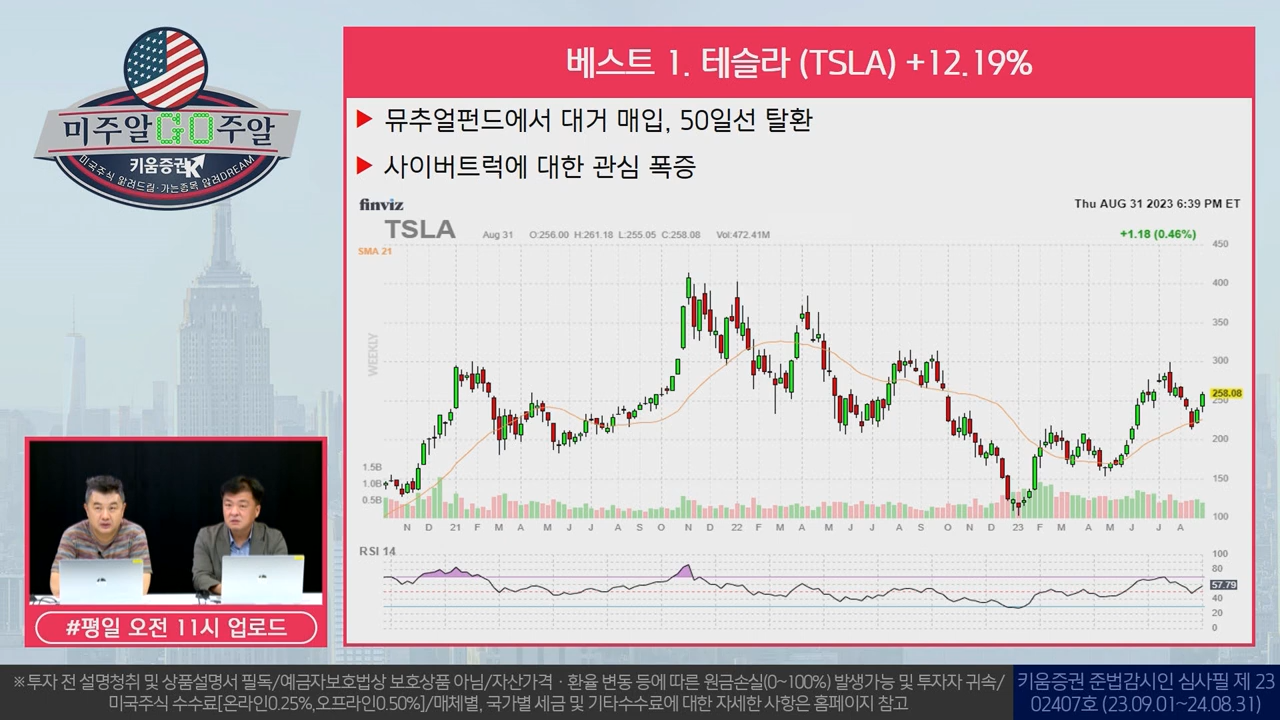 미주알GO주알
키움증권
미국주식 알려드림·가는종목 알려DREAM
베스트 1. 테슬라 (TSLA) +12.19%
▶ 뮤추얼펀드에서 대거 매입, 50일선 탈환
▶ 사이버트럭에 대한 관심 폭증
finviz
Thu AUG 31 2023 6:39 PM ET
TSLA
Aug 31 O:256.00 H:261.18 L:255.05 C:258.08 Vol:472.41M
+1.18 (0.46%)
SMA 21
WEEKLY
450
400
350
300
258.08
250
200
150
100
1.5B
1.0B
0.5B
N D 21 F M A M J J A S O N D 22 F M A M J J A S O N D 23 F M A M J J A
RSI 14
100
80
57.79
40
20
0
#평일 오전 11시 업로드
※투자 전 설명청취 및 상품설명서 필독/예금자보호법상 보호상품 아님/자산가격 · 환율 변동 등에 따른 원금손실(0~100%) 발생가능 및 투자자 귀속/
미국주식 수수료[온라인0.25%,오프라인0.50%]/매체별, 국가별 세금 및 기타수수료에 대한 자세한 사항은 홈페이지 참고
키움증권 준법감시인 심사필 제 23
02407호 (23.09.01~24.08.31)